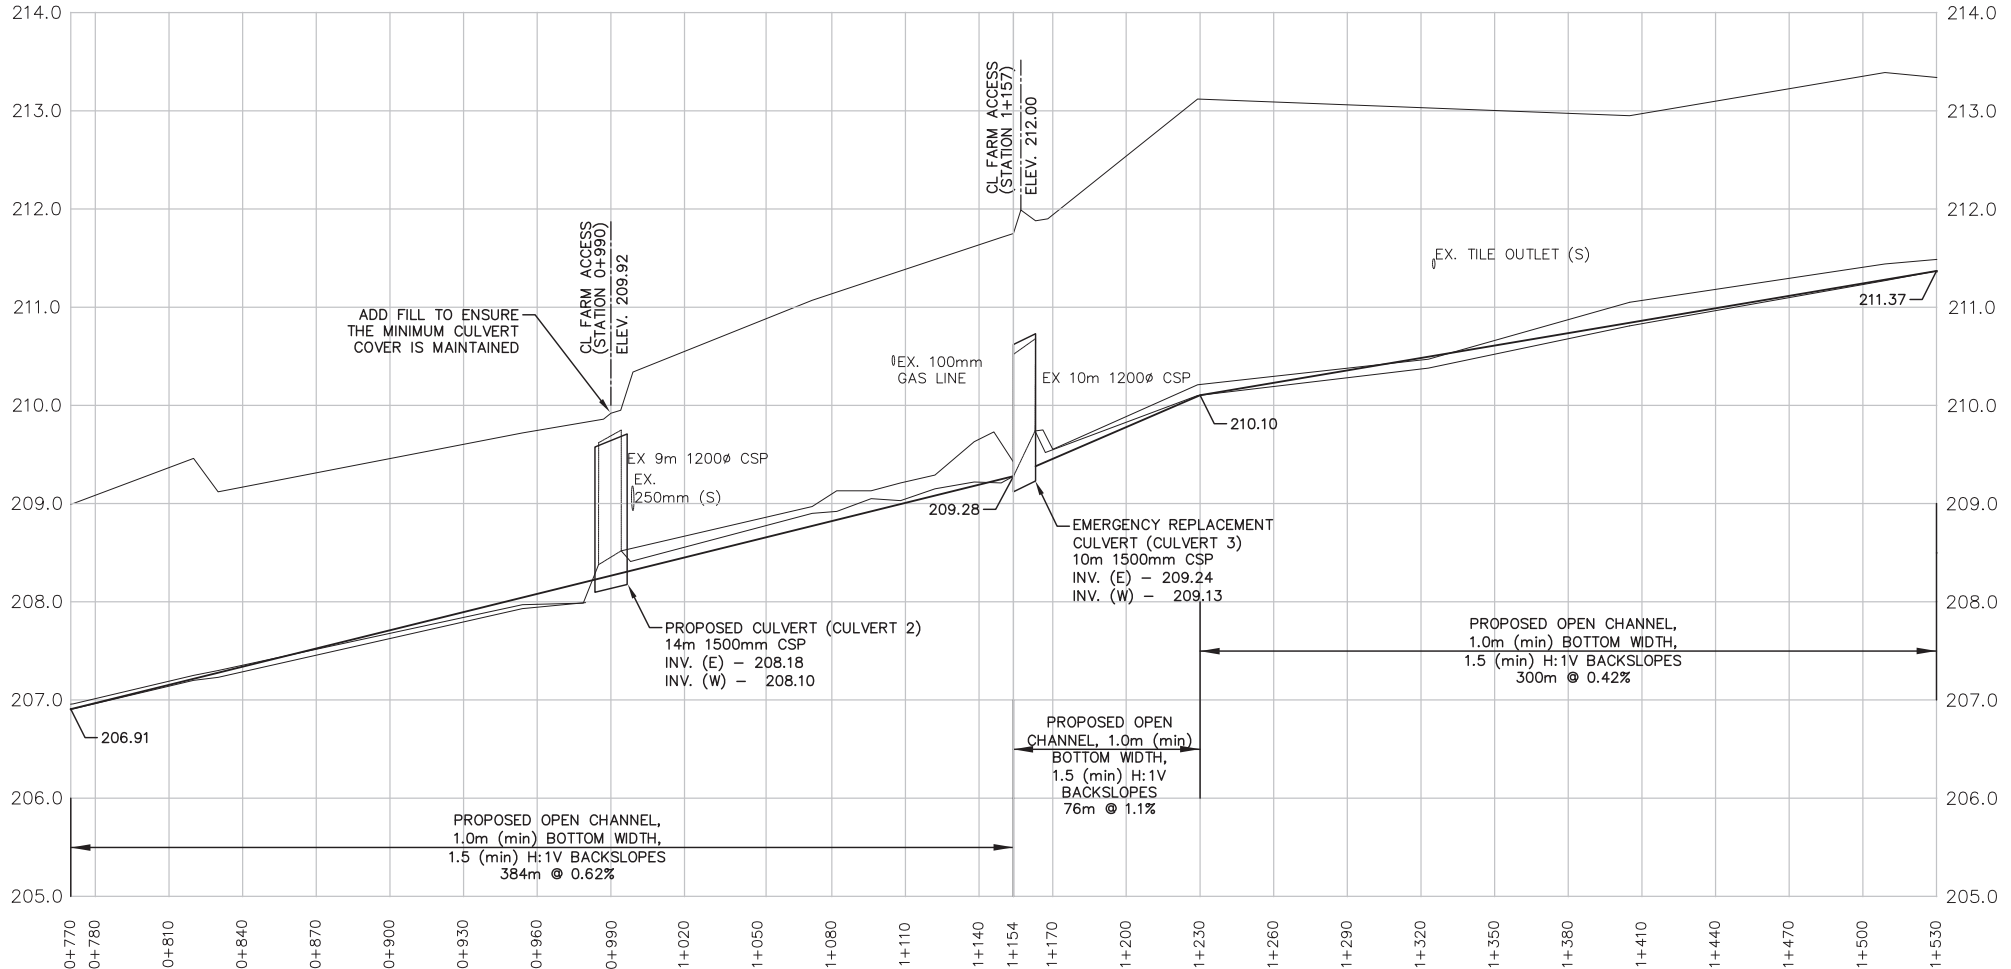 214.0
213.0
212.0
211.0
210.0
209.0
208.0
207.0
206.0
205.0
214.0
213.0
212.0
211.0
210.0
209.0
208.0
207.0
206.0
205.0
ADD FILL TO ENSURE
THE MINIMUM CULVERT
COVER IS MAINTAINED
CL FARM ACCESS
(STATION 0+990)
ELEV. 209.92
CL FARM ACCESS
(STATION 1+157)
ELEV. 212.00
EX. TILE OUTLET (S)
211.37
EX. 100mm
GAS LINE
EX 10m 1200ø CSP
210.10
EX 9m 1200ø CSP
EX.
250mm (S)
209.28
EMERGENCY REPLACEMENT
CULVERT (CULVERT 3)
10m 1500mm CSP
INV. (E) – 209.24
INV. (W) – 209.13
PROPOSED CULVERT (CULVERT 2)
14m 1500mm CSP
INV. (E) – 208.18
INV. (W) – 208.10
PROPOSED OPEN CHANNEL,
1.0m (min) BOTTOM WIDTH,
1.5 (min) H:1V BACKSLOPES
300m @ 0.42%
206.91
PROPOSED OPEN
CHANNEL, 1.0m (min)
BOTTOM WIDTH,
1.5 (min) H:1V
BACKSLOPES
76m @ 1.1%
PROPOSED OPEN CHANNEL,
1.0m (min) BOTTOM WIDTH,
1.5 (min) H:1V BACKSLOPES
384m @ 0.62%
0+770
0+780
0+810
0+840
0+870
0+900
0+930
0+960
0+990
1+020
1+050
1+080
1+110
1+140
1+154
1+170
1+200
1+230
1+260
1+290
1+320
1+350
1+380
1+410
1+440
1+470
1+500
1+530